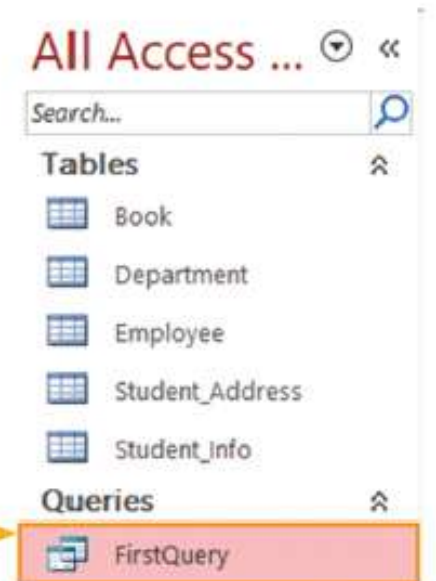 All Access ...
Search...
Tables
Book
Department
Employee
Student_Address
Student_Info
Queries
FirstQuery